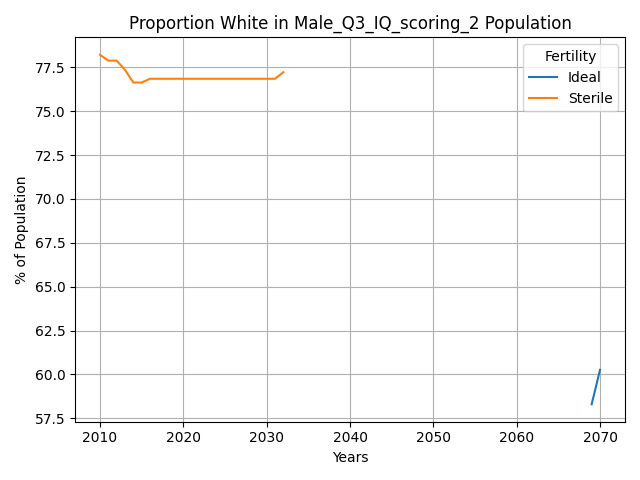 Proportion White in Male_Q3_IQ_scoring_2 Population
Fertility
Ideal
Sterile
% of Population
77.5
75.0
72.5
70.0
67.5
65.0
62.5
60.0
57.5
2010 2020 2030 2040 2050 2060 2070
Years